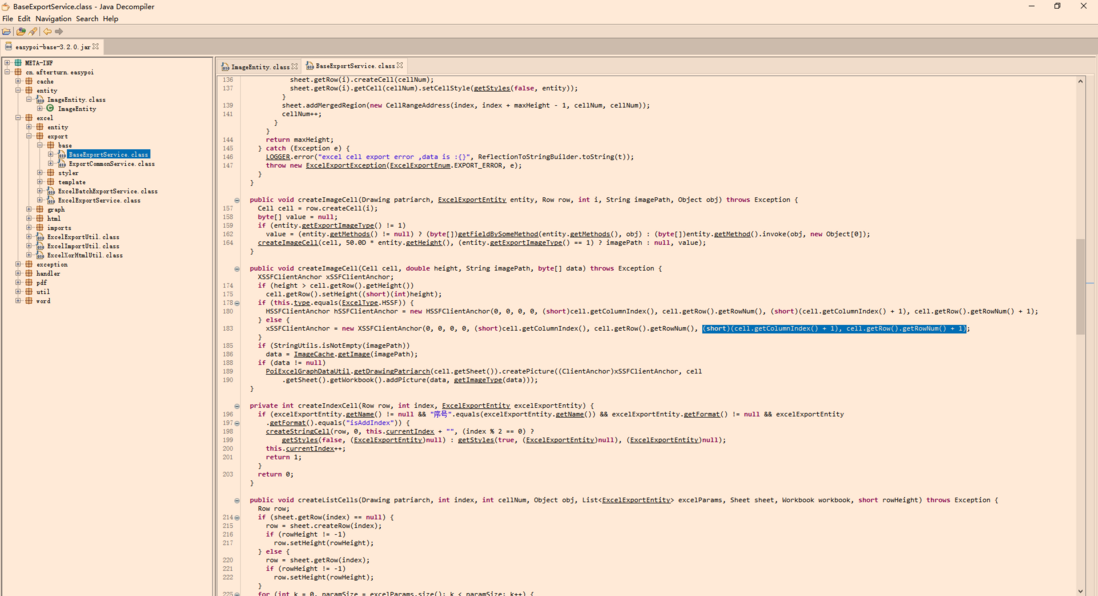 BaseExportService.class - Java Decompiler
File Edit Navigation Search Help
easypoi-base-3.2.0.jar
META-INF
cn.afterturn.easypoi
cache
entity
ImageEntity.class
ImageEntity
excel
entity
export
base
BaseExportService.class
ExportCommonService.class
styler
template
ExcelBatchExportService.class
ExcelExportService.class
graph
html
imports
ExcelExportUtil.class
ExcelImportUtil.class
ExcelXorHtmlUtil.class
exception
handler
pdf
util
word
ImageEntity.class BaseExportService.class
136 sheet.getRow(i).createCell(cellNum);
137 sheet.getRow(i).getCell(cellNum).setCellStyle(getStyles(false, entity));
}
139 sheet.addMergedRegion(new CellRangeAddress(index, index + maxHeight - 1, cellNum, cellNum));
141 cellNum++;
}
}
144 return maxHeight;
145 } catch (Exception e) {
146 LOGGER.error("excel cell export error ,data is :{}", ReflectionToStringBuilder.toString(t));
147 throw new ExcelExportException(ExcelExportEnum.EXPORT_ERROR, e);
}
}
public void createImageCell(Drawing patriarch, ExcelExportEntity entity, Row row, int i, String imagePath, Object obj) throws Exception {
157 Cell cell = row.createCell(i);
158 byte[] value = null;
159 if (entity.getExportImageType() != 1)
162 value = (entity.getMethods() != null) ? (byte[])getFieldBySomeMethod(entity.getMethods(), obj) : (byte[])entity.getMethod().invoke(obj, new Object[0]);
164 createImageCell(cell, 50.0D * entity.getHeight(), (entity.getExportImageType() == 1) ? imagePath : null, value);
}
public void createImageCell(Cell cell, double height, String imagePath, byte[] data) throws Exception {
XSSFClientAnchor xSSFClientAnchor;
174 if (height > cell.getRow().getHeight())
175 cell.getRow().setHeight((short)(int)height);
178 if (this.type.equals(ExcelType.HSSF)) {
180 HSSFClientAnchor hSSFClientAnchor = new HSSFClientAnchor(0, 0, 0, 0, (short)cell.getColumnIndex(), cell.getRow().getRowNum(), (short)(cell.getColumnIndex() + 1), cell.getRow().getRowNum() + 1);
} else {
183 xSSFClientAnchor = new XSSFClientAnchor(0, 0, 0, 0, (short)cell.getColumnIndex(), cell.getRow().getRowNum(), (short)(cell.getColumnIndex() + 1), cell.getRow().getRowNum() + 1);
}
185 if (StringUtils.isNotEmpty(imagePath))
186 data = ImageCache.getImage(imagePath);
188 if (data != null)
189 PoiExcelGraphDataUtil.getDrawingPatriarch(cell.getSheet()).createPicture((ClientAnchor)xSSFClientAnchor, cell
190 .getSheet().getWorkbook().addPicture(data, getImageType(data)));
}
private int createIndexCell(Row row, int index, ExcelExportEntity excelExportEntity) {
196 if (excelExportEntity.getName() != null && "序号".equals(excelExportEntity.getName()) && excelExportEntity.getFormat() != null && excelExportEntity
197 .getFormat().equals("isAddIndex")) {
198 createStringCell(row, 0, this.currentIndex + "", (index % 2 == 0) ?
199 getStyles(false, (ExcelExportEntity)null) : getStyles(true, (ExcelExportEntity)null), (ExcelExportEntity)null);
200 this.currentIndex++;
201 return 1;
}
203 return 0;
}
public void createListCells(Drawing patriarch, int index, int cellNum, Object obj, List<ExcelExportEntity> excelParams, Sheet sheet, Workbook workbook, short rowHeight) throws Exception {
Row row;
214 if (sheet.getRow(index) == null) {
215 row = sheet.createRow(index);
216 if (rowHeight != -1)
217 row.setHeight(rowHeight);
} else {
220 row = sheet.getRow(index);
221 if (rowHeight != -1)
222 row.setHeight(rowHeight);
}
225 for (int k = 0, paramSize = excelParams.size(); k < paramSize; k++) {